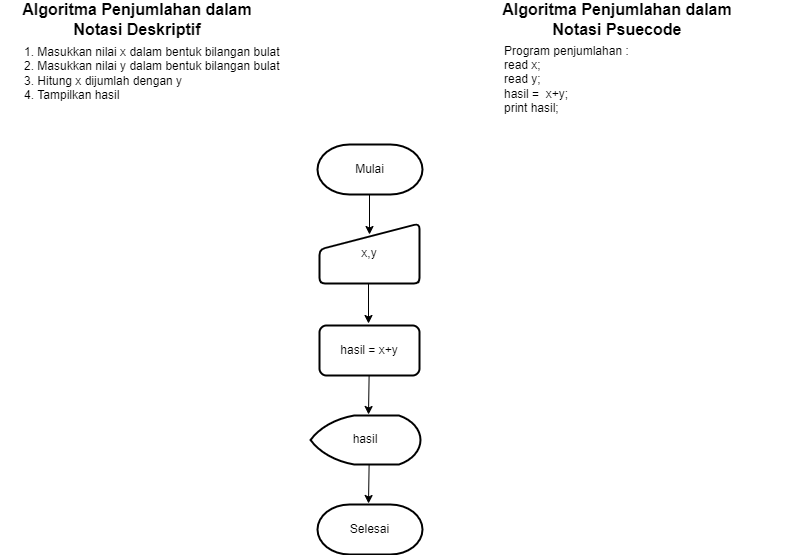 Algoritma Penjumlahan dalam
Notasi Deskriptif
1. Masukkan nilai x dalam bentuk bilangan bulat
2. Masukkan nilai y dalam bentuk bilangan bulat
3. Hitung x dijumlah dengan y
4. Tampilkan hasil
Algoritma Penjumlahan dalam
Notasi Psuecode
Program penjumlahan :
read x;
read y;
hasil = x+y;
print hasil;
Mulai
x,y
hasil = x+y
hasil
Selesai